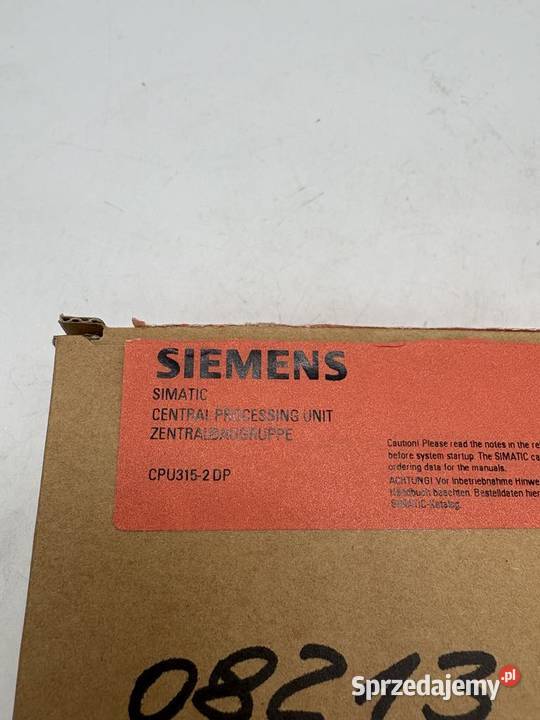 SIEMENS
SIMATIC
CENTRAL PROCESSING UNIT
ZENTRALBAUGRUPPE
CPU315-2 DP
Caution! Please read the notes in the re
before system startup. The SIMATIC ca
ordering data for the manuals.
ACHTUNG! Vor Inbetriebnahme Hinwe
Handbuch beachten. Bestelldaten hier
SIMATIC-Katalog.
08213
Sprzedajemy.pl